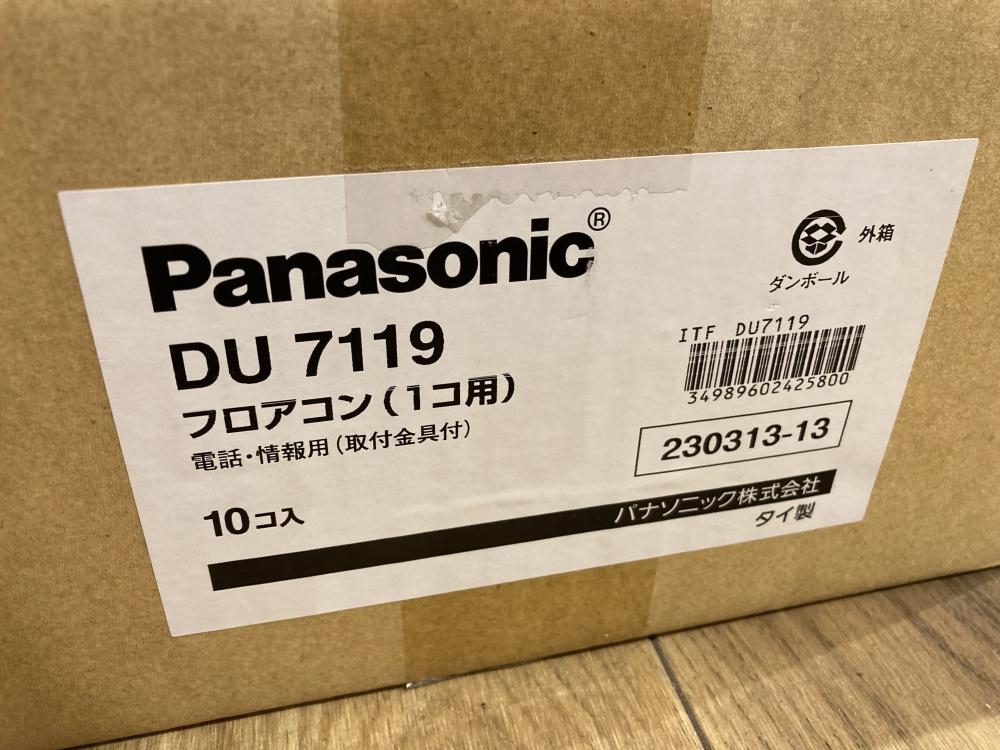 Panasonic®
DU 7119
フロアコン(1コ用)
電話・情報用(取付金具付)
10コ入
外箱
ダンボール
ITF DU7119
34989602425800
230313-13
パナソニック株式会社
タイ製